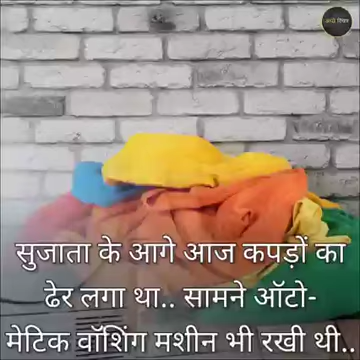 सुजाता के आगे आज कपड़ों का
ढेर लगा था.. सामने ऑटो-
मेटिक वॉशिंग मशीन भी रखी थी..